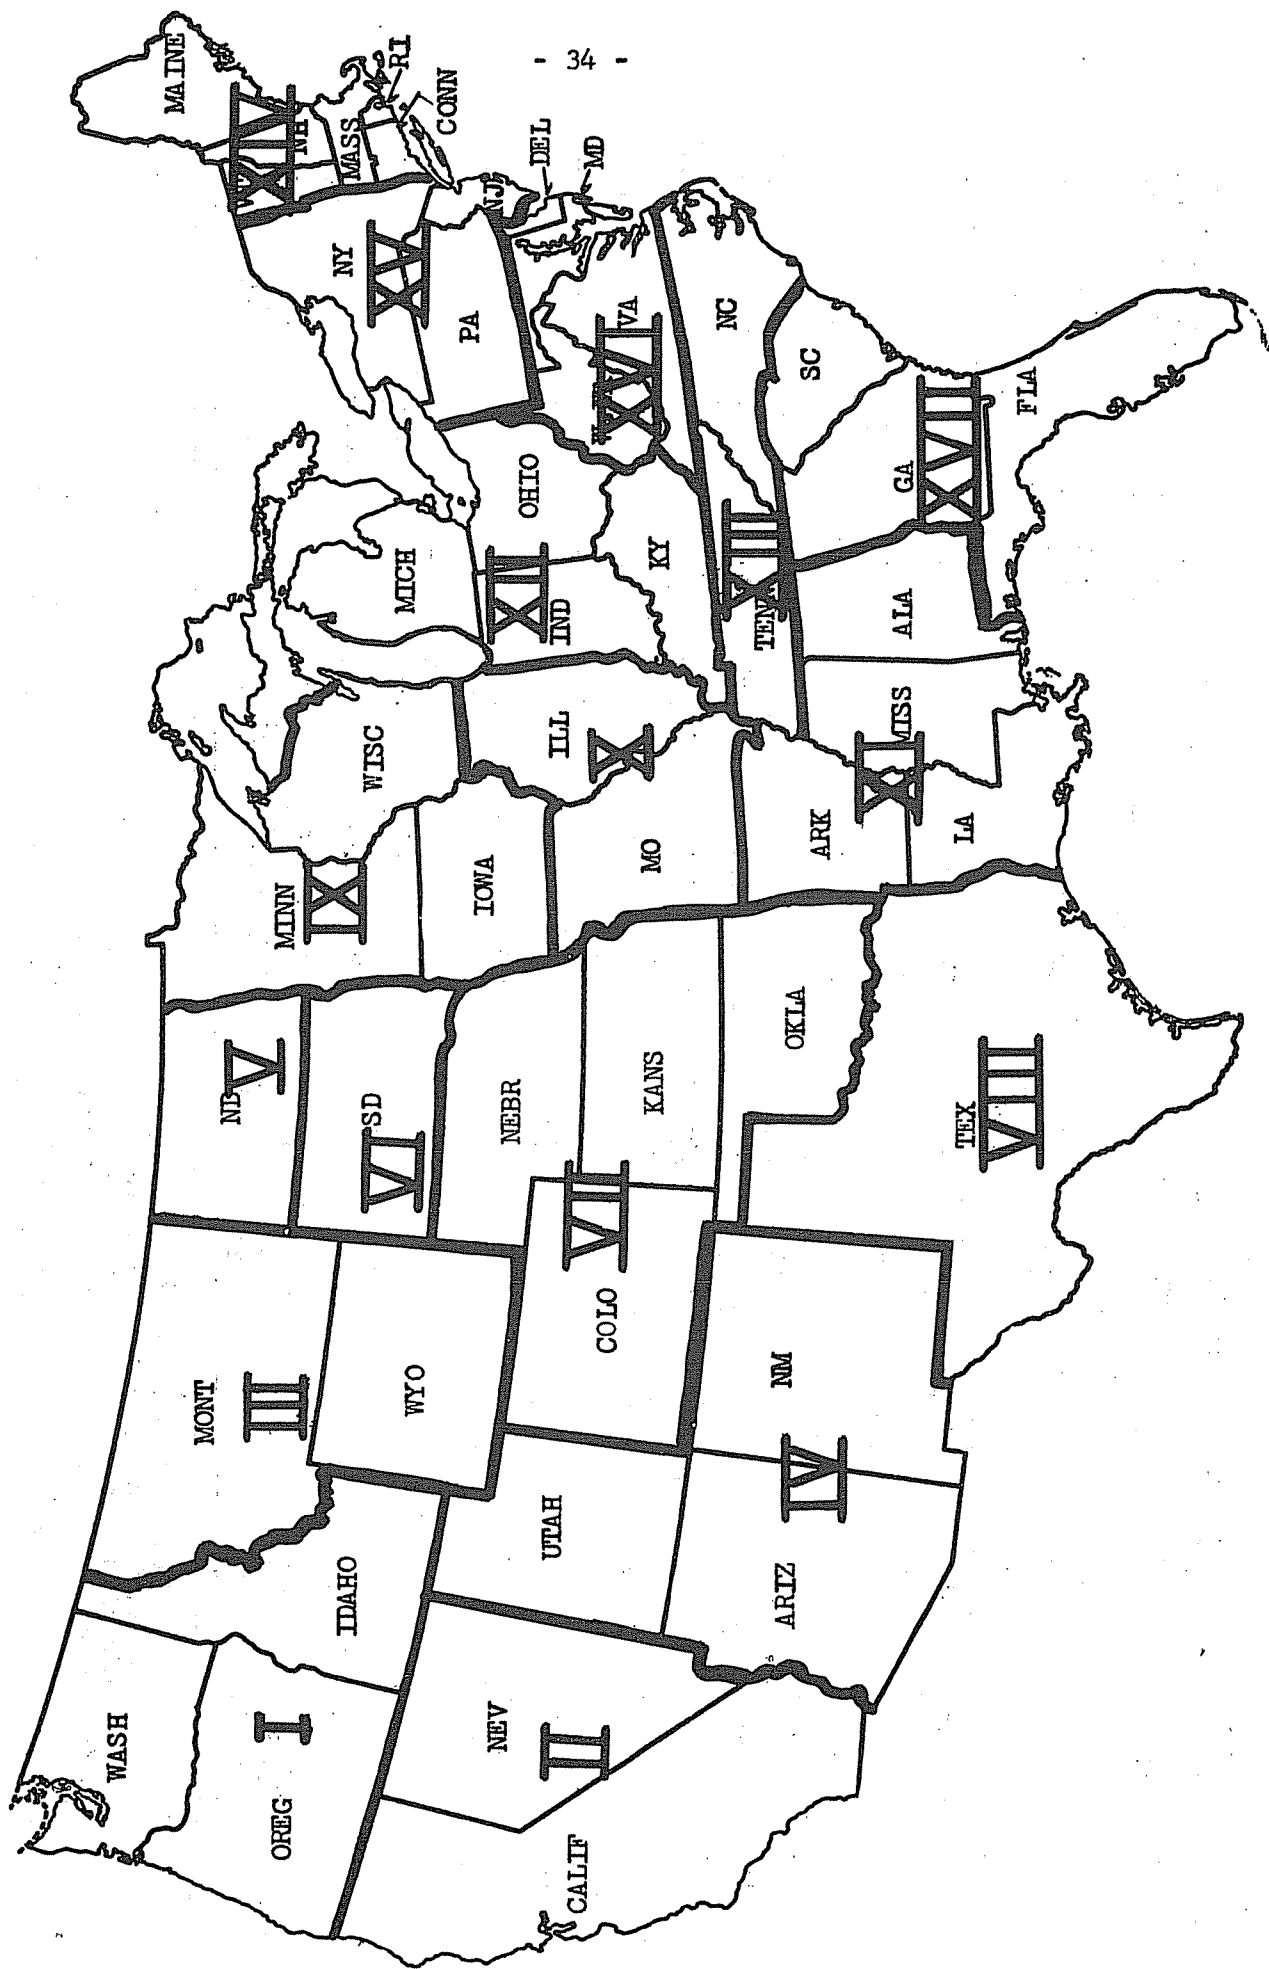 - 34 -
WASH
OREG
I
IDAHO
MONT
III
WYO
NEV
II
CALIF
UTAH
COLO
ARIZ
IV
NM
ND
V
SD
VI
NEBR
VII
KANS
OKLA
TEX
VIII
MINN
IX
WISC
IOWA
ILL
X
MO
ARK
XI
MISS
LA
MICH
XII
IND
OHIO
KY
TENN
XIII
NC
ALA
GA
XVII
SC
FLA
MAINE
XIV
NH
MASS
RI
CONN
NY
XV
PA
NJ
DEL
MD
VA
XVI